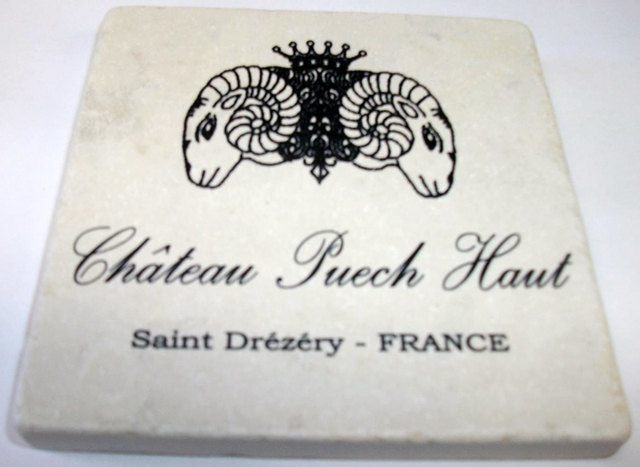 Château Puech Haut
Saint Drézéry - FRANCE